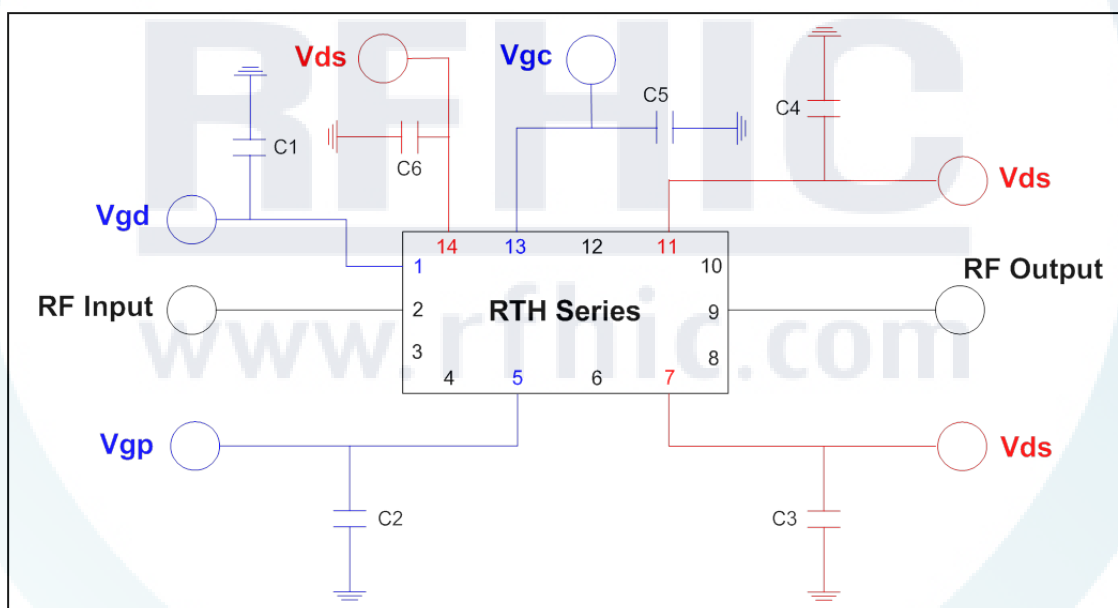 RFHIC
Vds
Vgc
C5
C4
C1
C6
Vds
Vgd
14 13 12 11
1
10
RF Output
RF Input
2
RTH Series
9
www.rfhic.com
3
8
4 5 6 7
Vgp
Vds
C2
C3